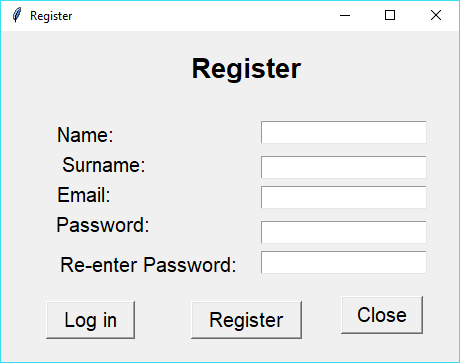 Register
Register
Name:
Surname:
Email:
Password:
Re-enter Password:
Log in Register Close